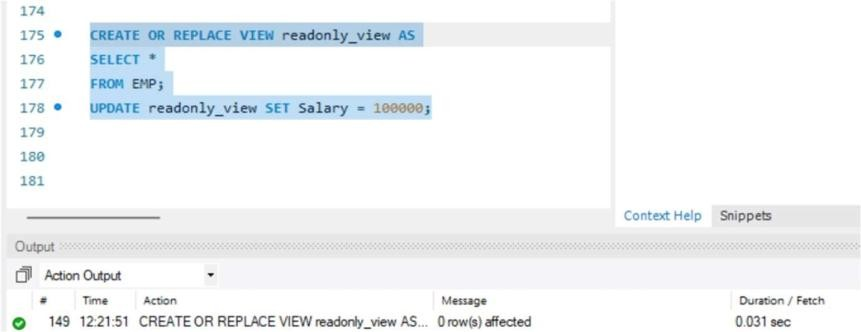 174
175 CREATE OR REPLACE VIEW readonly_view AS
176 SELECT *
177 FROM EMP;
178 UPDATE readonly_view SET Salary = 100000;
179
180
181
Context Help Snippets
Output
Action Output
# Time Action Message Duration / Fetch
149 12:21:51 CREATE OR REPLACE VIEW readonly_view AS... 0 row(s) affected 0.031 sec